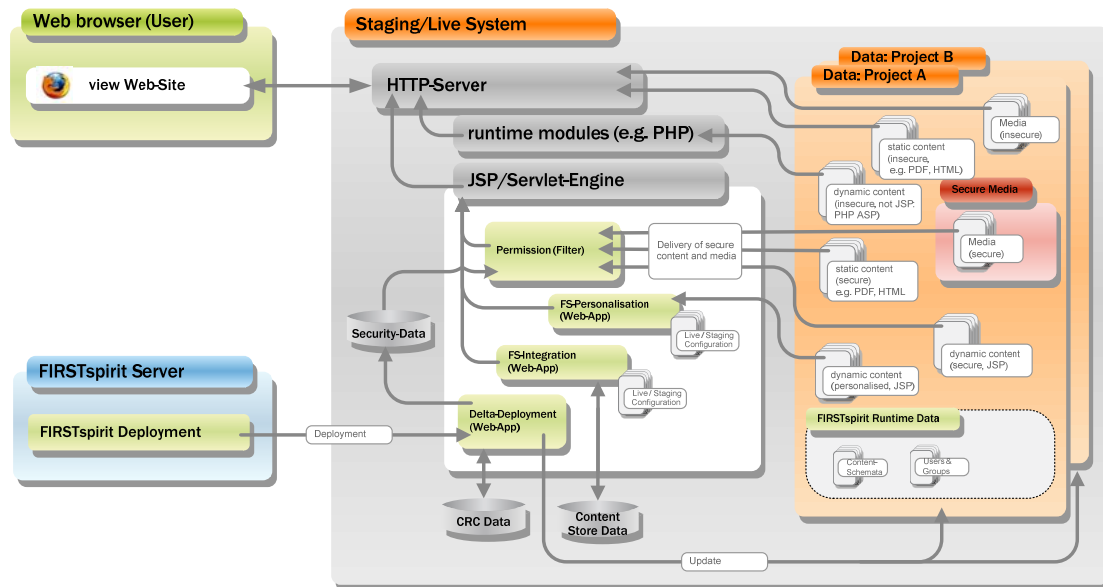 Web browser (User)
view Web-Site
Staging/Live System
HTTP-Server
runtime modules (e.g. PHP)
JSP/Servlet-Engine
Permission (Filter)
Delivery of secure
content and media
FS-Personalisation
(Web-App)
Live / Staging
Configuration
FS-Integration
(Web-App)
Live / Staging
Configuration
Delta-Deployment
(Web-App)
Security-Data
CRC Data
Content
Store Data
FIRSTspirit Server
FIRSTspirit Deployment
Deployment
Data: Project B
Data: Project A
Media
(insecure)
static content
(insecure,
e.g. PDF, HTML)
dynamic content
(insecure, not JSP:
PHP ASP)
Secure Media
Media
(secure)
static content
(secure)
e.g. PDF, HTML
dynamic content
(secure, JSP)
dynamic content
(personalised, JSP)
FIRSTspirit Runtime Data
Content-
Schemata
Users &
Groups
Update